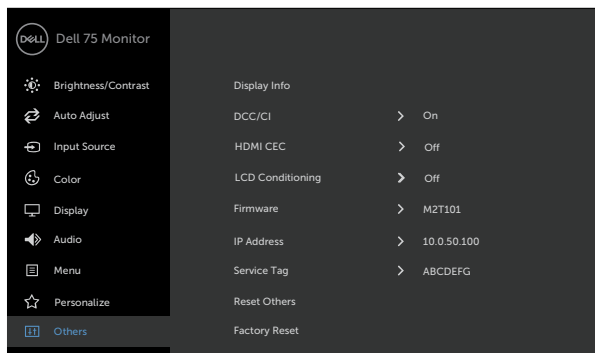 DELL Dell 75 Monitor
Brightness/Contrast Display Info
Auto Adjust DCC/CI On
Input Source HDMI CEC Off
Color LCD Conditioning Off
Display Firmware M2T101
Audio IP Address 10.0.50.100
Menu Service Tag ABCDEFG
Personalize Reset Others
Others Factory Reset